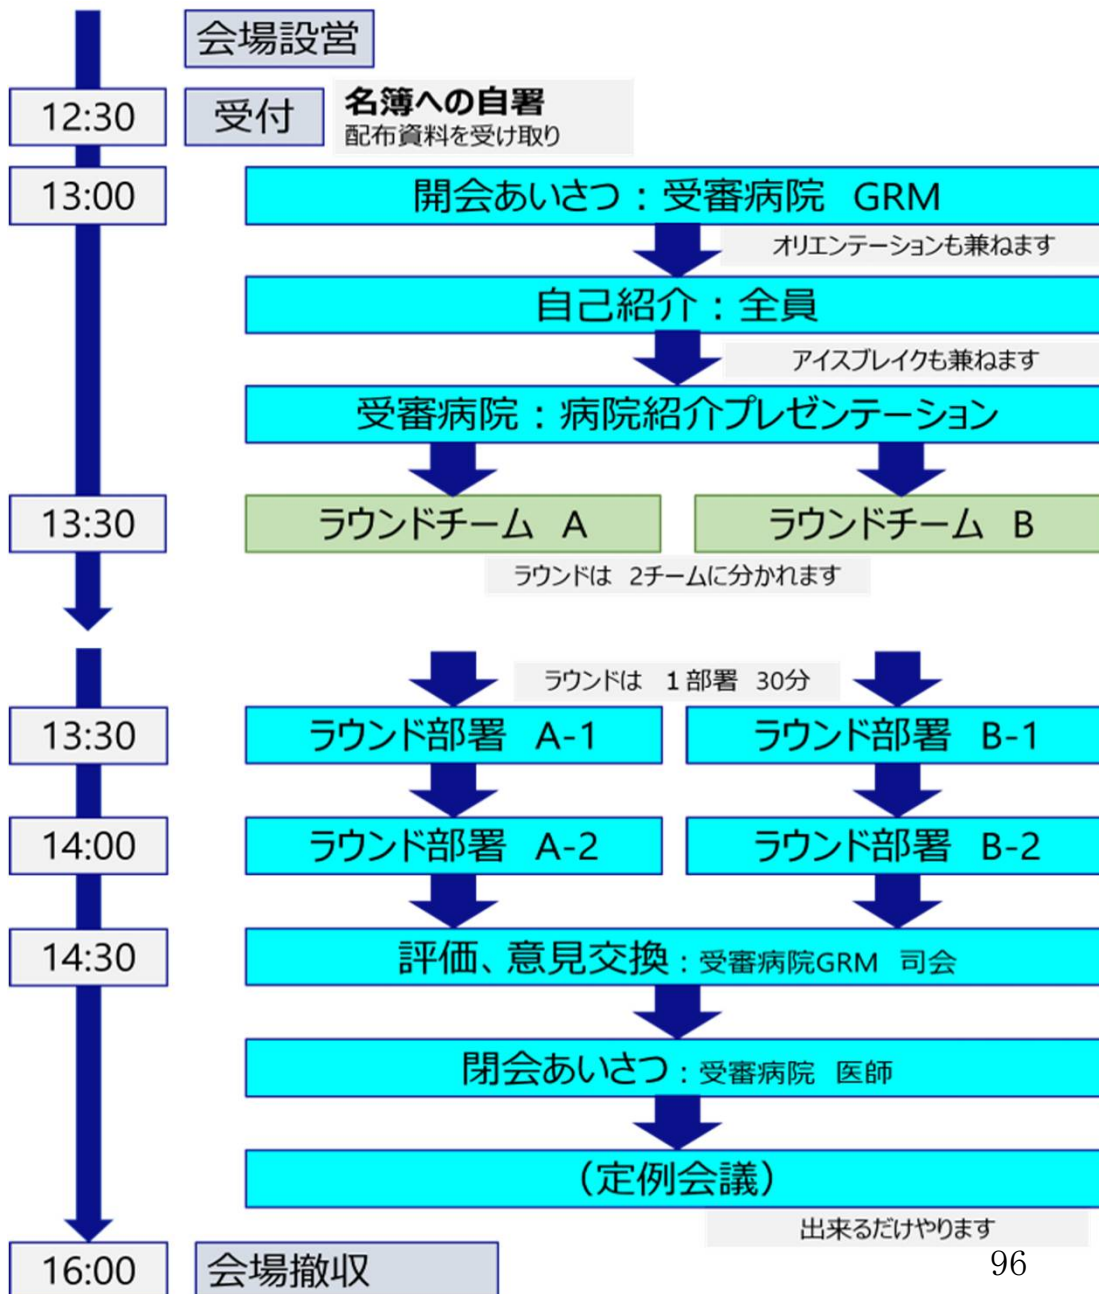 会場設営
12:30 受付 名簿への自署
配布資料を受け取り
13:00 開会あいさつ：受審病院 GRM
オリエンテーションも兼ねます
自己紹介：全員
アイスブレイクも兼ねます
受審病院：病院紹介プレゼンテーション
13:30 ラウンドチーム A ラウンドチーム B
ラウンドは 2チームに分かれます
ラウンドは 1部署 30分
13:30 ラウンド部署 A-1 ラウンド部署 B-1
14:00 ラウンド部署 A-2 ラウンド部署 B-2
14:30 評価、意見交換：受審病院GRM 司会
閉会あいさつ：受審病院 医師
（定例会議）
出来るだけやります
16:00 会場撤収
96